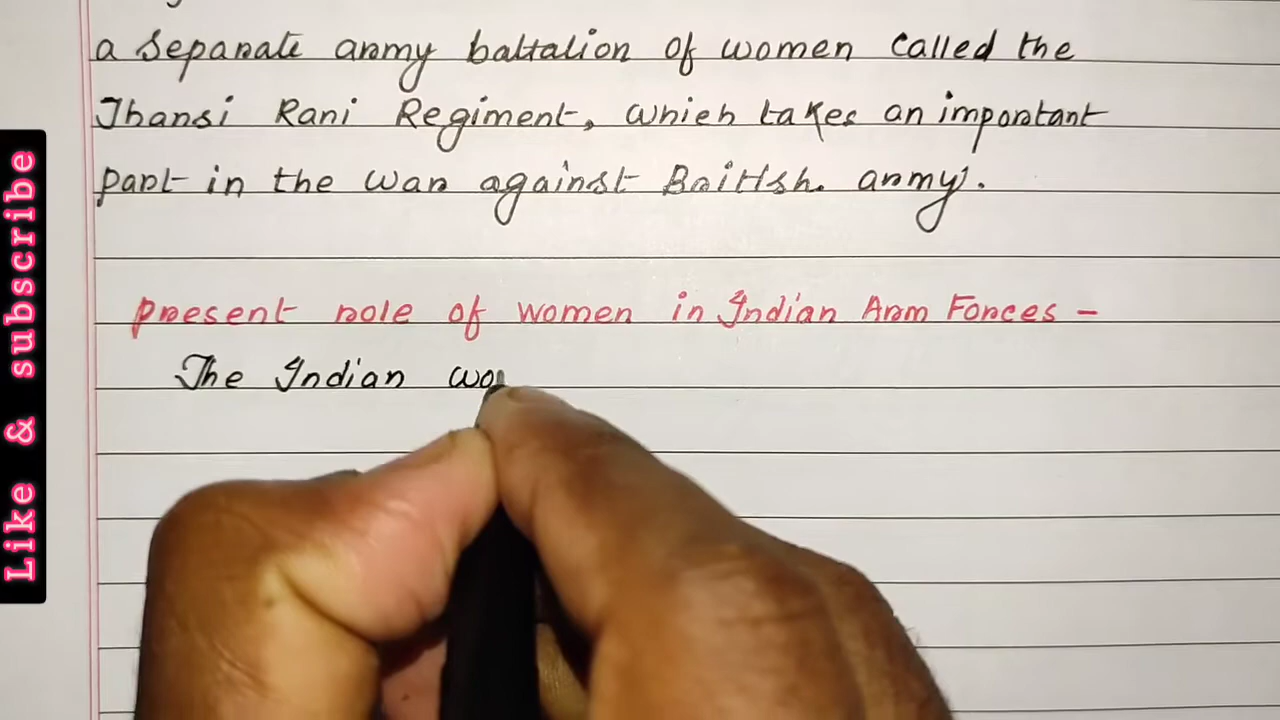 a separate army battalion of women called the
Jhansi Rani Regiment, which takes an important
part in the war against British army.
Present role of women in Indian Arm Forces -
The Indian wo
Like & subscribe